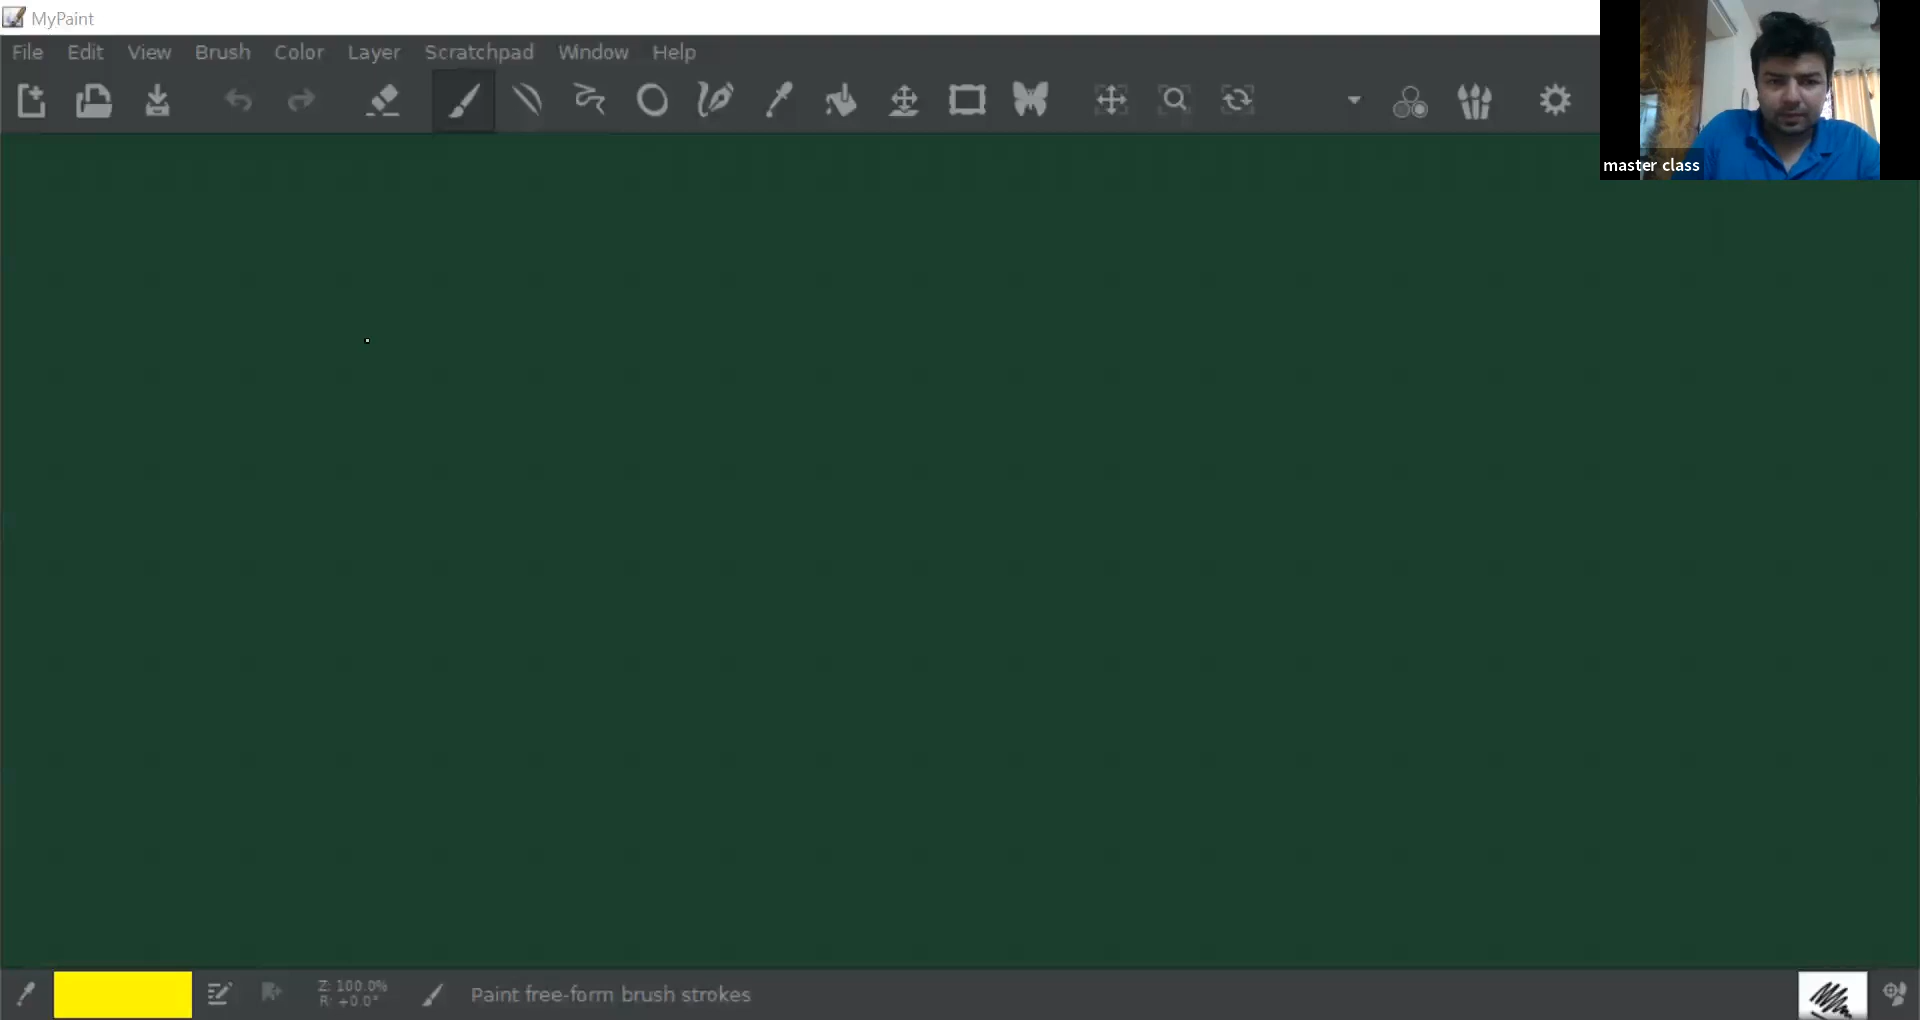 MyPaint
File Edit View Brush Color Layer Scratchpad Window Help
master class
Z: 100.0%
R: +0.0°
Paint free-form brush strokes